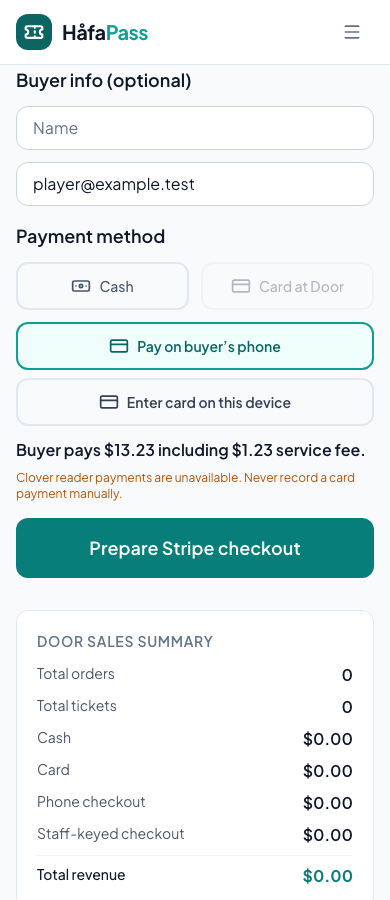 HåfaPass
Buyer info (optional)
Name
player@example.test
Payment method
Cash
Card at Door
Pay on buyer’s phone
Enter card on this device
Buyer pays $13.23 including $1.23 service fee.
Clover reader payments are unavailable. Never record a card
payment manually.
Prepare Stripe checkout
DOOR SALES SUMMARY
Total orders 0
Total tickets 0
Cash $0.00
Card $0.00
Phone checkout $0.00
Staff-keyed checkout $0.00
Total revenue $0.00